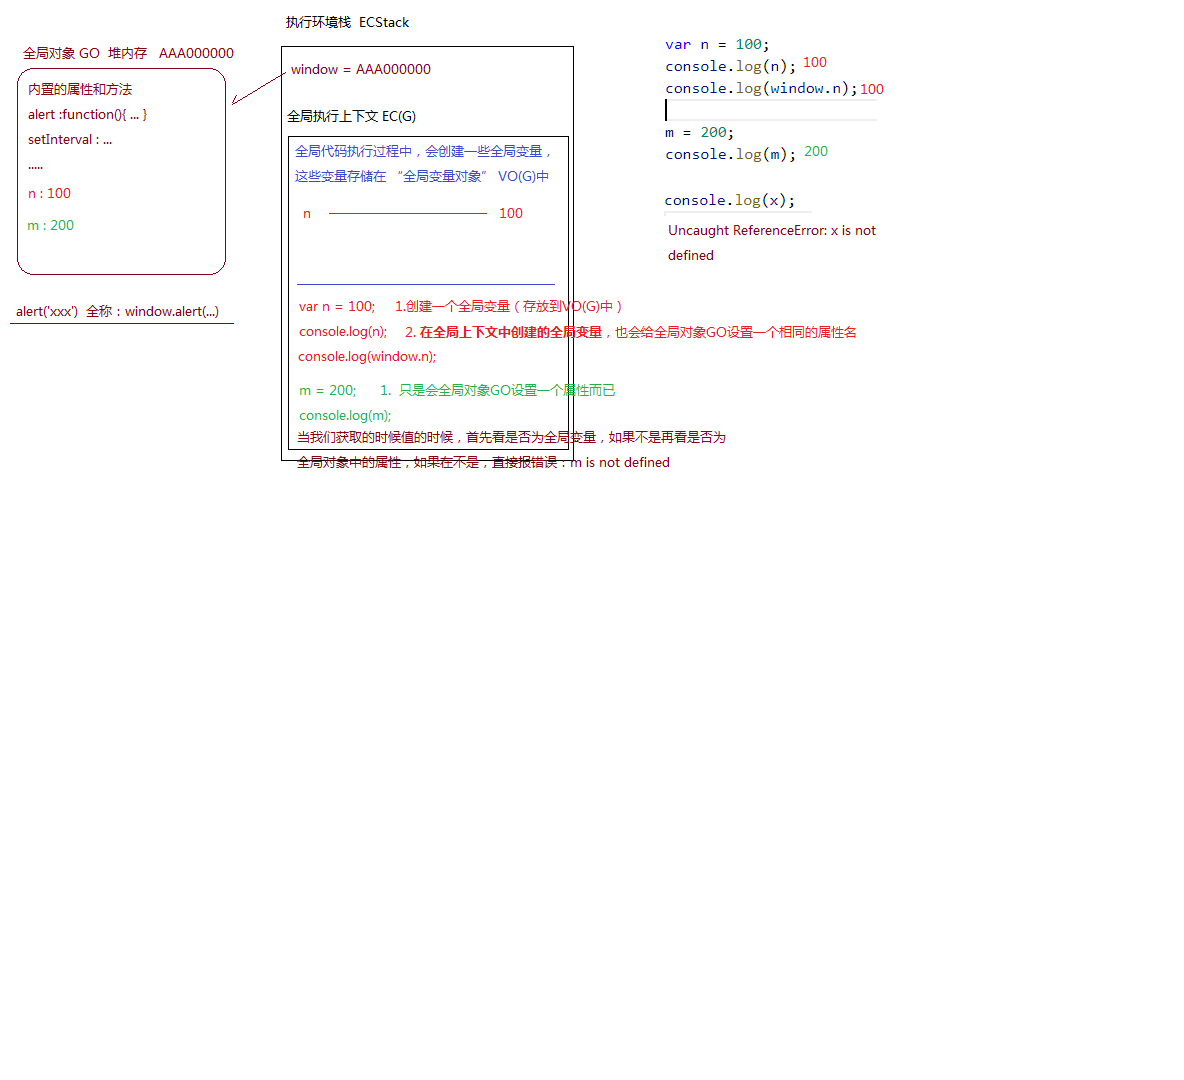 执行环境栈  ECStack
全局对象 GO  堆内存   AAA000000
内置的属性和方法
alert :function(){ ... }
setInterval : ...
.....
n : 100
m : 200
alert('xxx')  全称：window.alert(...)
window = AAA000000
全局执行上下文 EC(G)
全局代码执行过程中，会创建一些全局变量，
这些变量存储在 “全局变量对象” VO(G)中
n 100
var n = 100;     1.创建一个全局变量（存放到VO(G)中）
console.log(n);    2. 在全局上下文中创建的全局变量，也会给全局对象GO设置一个相同的属性名
console.log(window.n);
m = 200;      1.  只是会全局对象GO设置一个属性而已
console.log(m);
当我们获取的时候值的时候，首先看是否为全局变量，如果不是再看是否为
全局对象中的属性，如果在不是，直接报错误：m is not defined
var n = 100;
console.log(n); 100
console.log(window.n); 100
m = 200;
console.log(m); 200
console.log(x);
Uncaught ReferenceError: x is not
defined